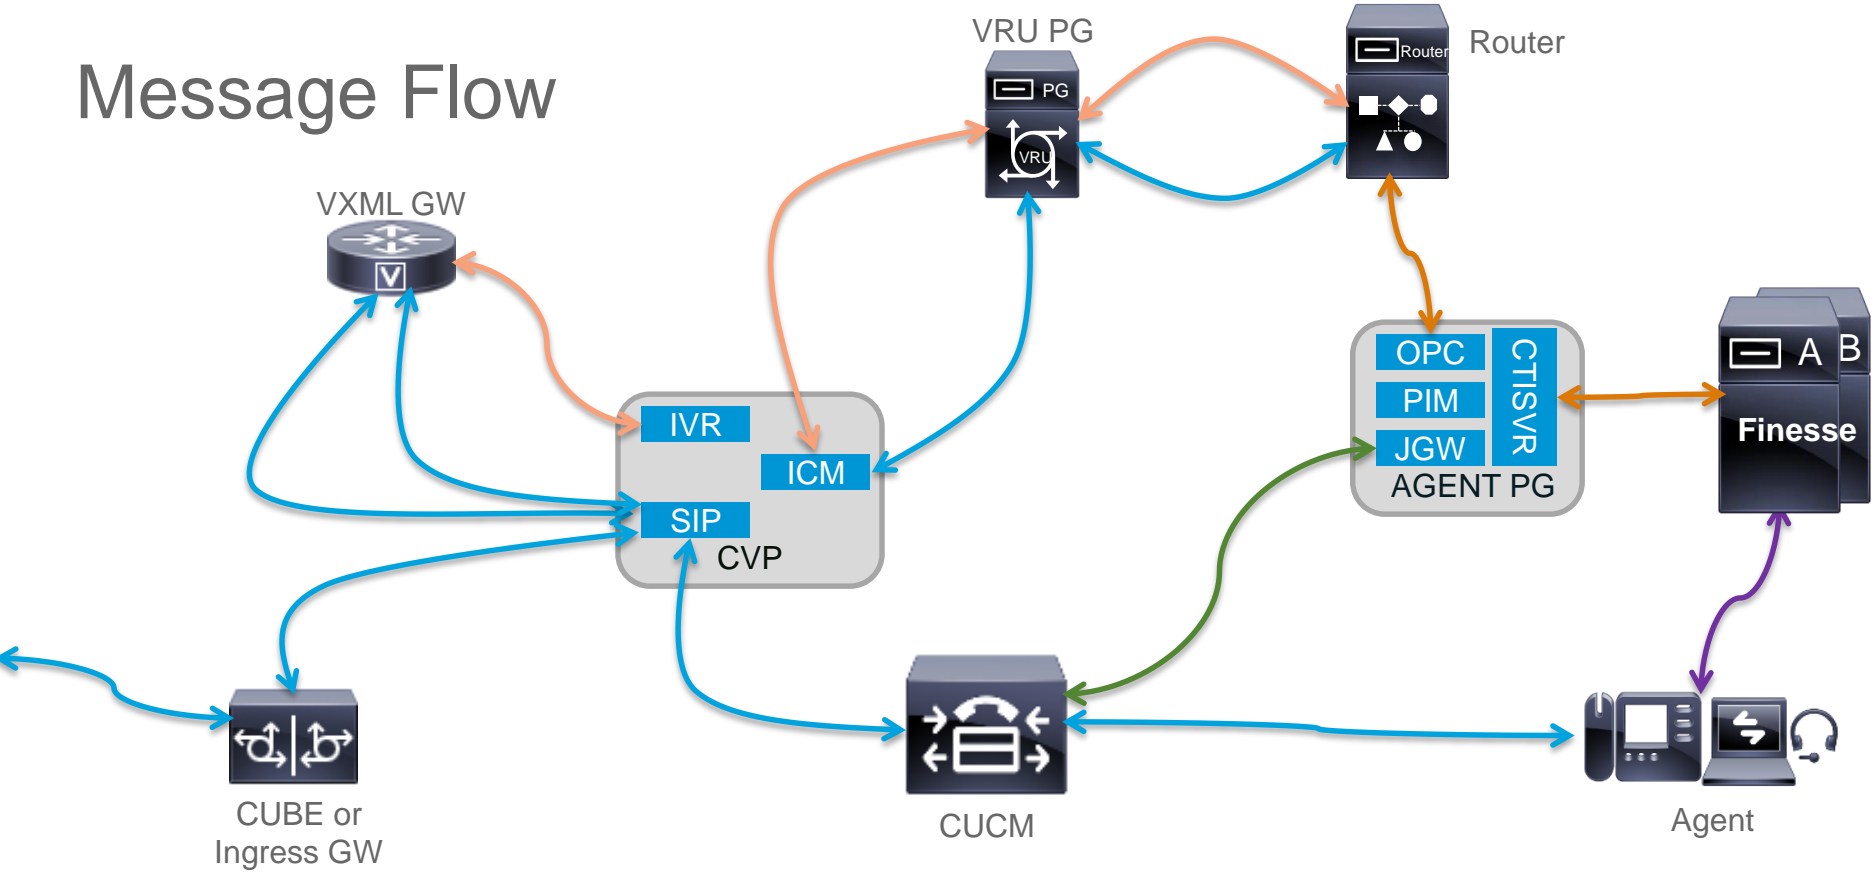 Message Flow
VRU PG
Router
Router
PG
VRU
VXML GW
V
OPC
PIM
JGW
CTISVR
AGENT PG
A
B
Finesse
IVR
ICM
SIP
CVP
CUBE or
Ingress GW
CUCM
Agent